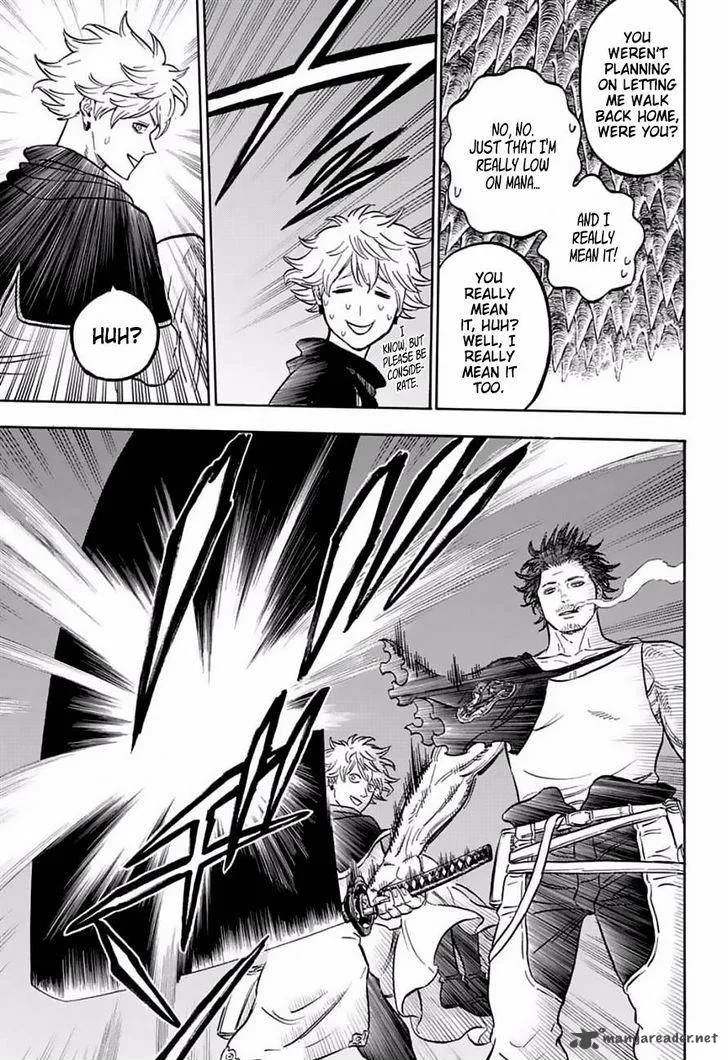 YOU
WEREN'T
PLANNING
ON LETTING
ME WALK
BACK HOME,
WERE YOU?
NO, NO.
JUST THAT I'M
REALLY LOW
ON MANA...
AND I
REALLY
MEAN IT!
YOU
REALLY
MEAN
IT, HUH?
WELL, I
REALLY
MEAN IT
TOO.
I
KNOW, BUT
PLEASE BE
CONSIDE-
RATE.
HUH?
mangareader.net